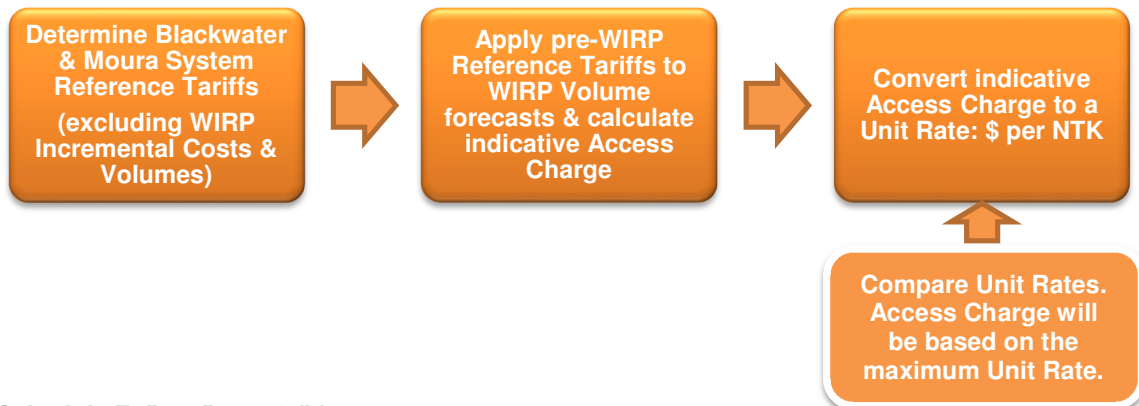 Determine Blackwater
& Moura System
Reference Tariffs
(excluding WIRP
Incremental Costs &
Volumes)
Apply pre-WIRP
Reference Tariffs to
WIRP Volume
forecasts & calculate
indicative Access
Charge
Convert indicative
Access Charge to a
Unit Rate: $ per NTK
Compare Unit Rates.
Access Charge will
be based on the
maximum Unit Rate.